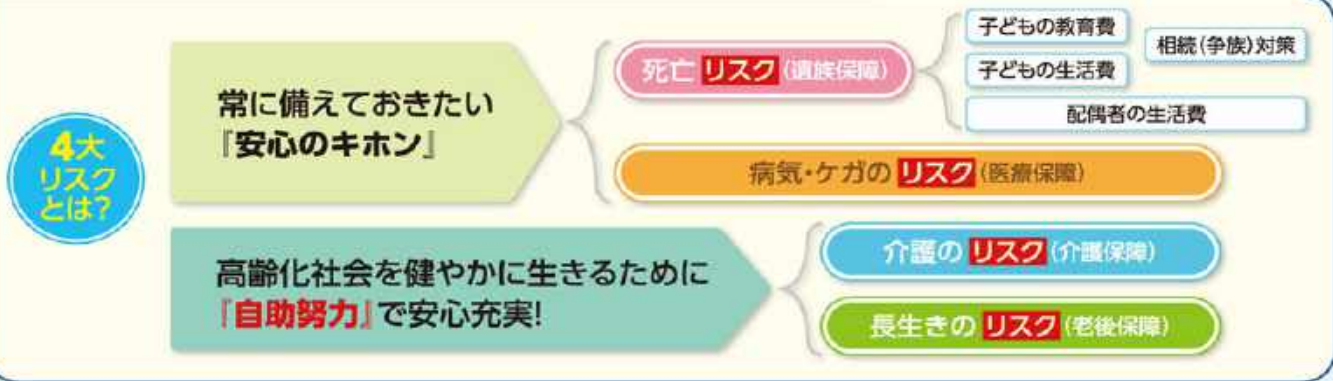 4大
リスク
とは?
常に備えておきたい
『安心のキホン』
死亡 リスク (遺族保障)
子どもの教育費
子どもの生活費
相続(争族)対策
配偶者の生活費
病気・ケガの リスク (医療保障)
高齢化社会を健やかに生きるために
『自助努力』で安心充実!
介護の リスク (介護保障)
長生きの リスク (老後保障)